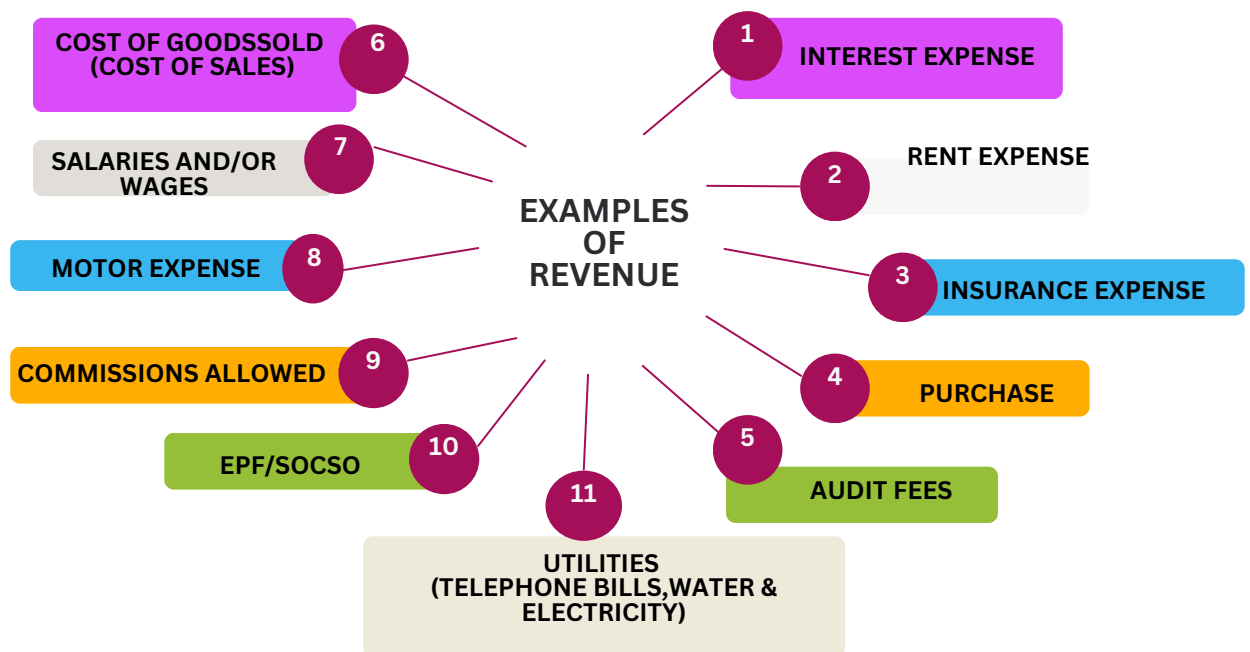 EXAMPLES
OF
REVENUE
1
INTEREST EXPENSE
2
RENT EXPENSE
3
INSURANCE EXPENSE
4
PURCHASE
5
AUDIT FEES
6
COST OF GOODSSOLD
(COST OF SALES)
7
SALARIES AND/OR
WAGES
8
MOTOR EXPENSE
9
COMMISSIONS ALLOWED
10
EPF/SOCSO
11
UTILITIES
(TELEPHONE BILLS,WATER &
ELECTRICITY)